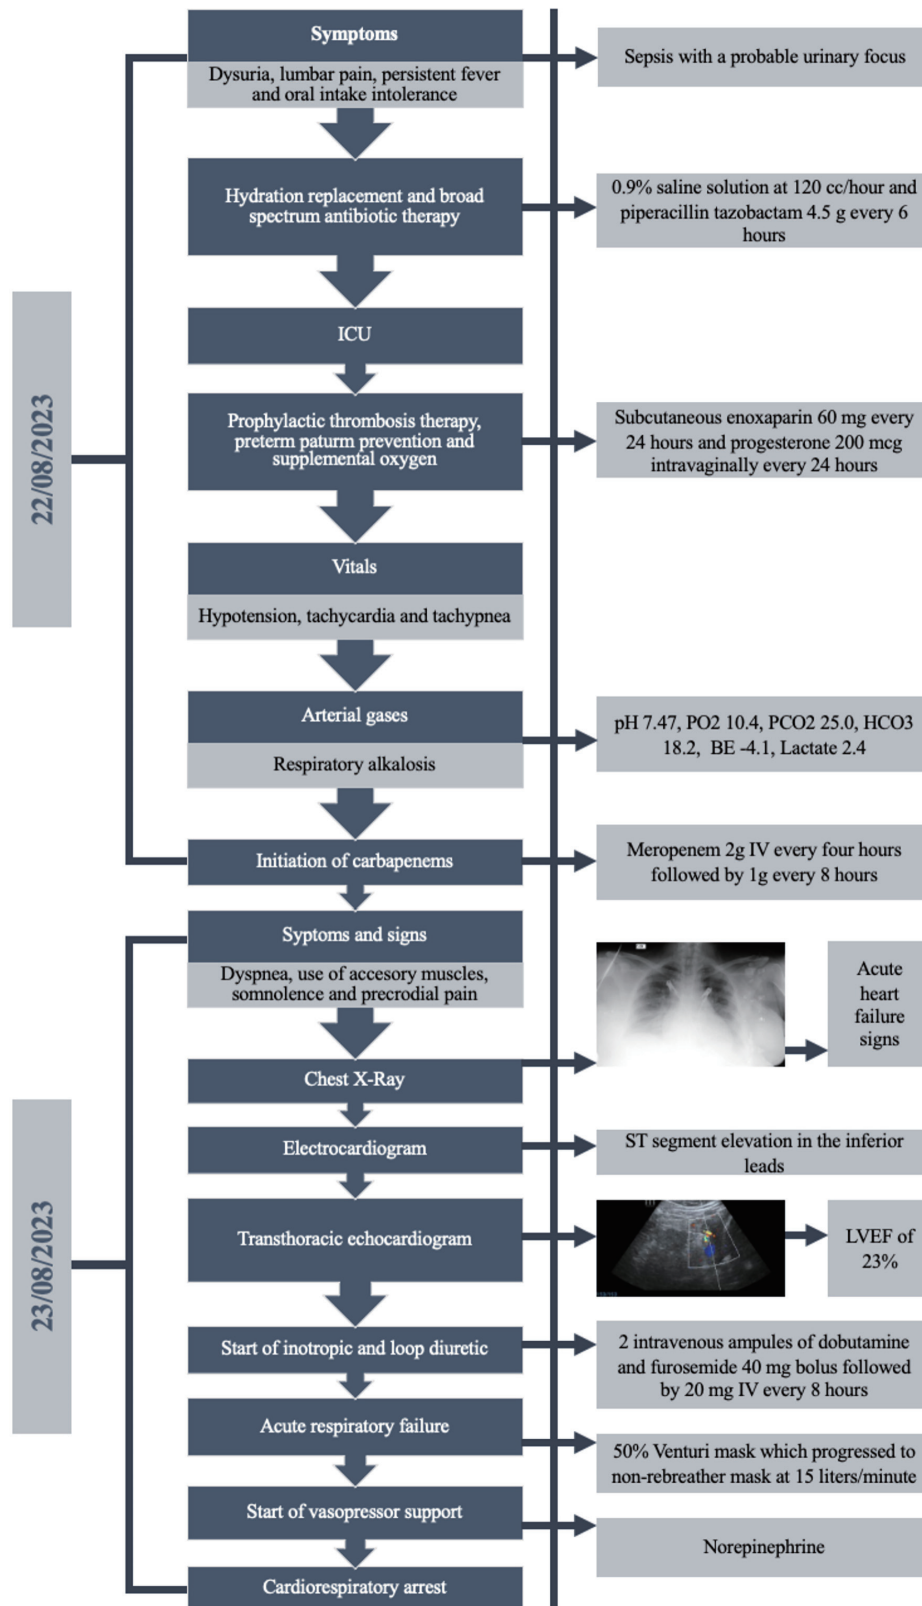 22/08/2023
Symptoms
Dysuria, lumbar pain, persistent fever
and oral intake intolerance
Sepsis with a probable urinary focus
Hydration replacement and broad
spectrum antibiotic therapy
0.9% saline solution at 120 cc/hour and
piperacillin tazobactam 4.5 g every 6
hours
ICU
Prophylactic thrombosis therapy,
preterm paturm prevention and
supplemental oxygen
Subcutaneous enoxaparin 60 mg every
24 hours and progesterone 200 mcg
intravaginally every 24 hours
Vitals
Hypotension, tachycardia and tachypnea
Arterial gases
Respiratory alkalosis
pH 7.47, PO2 10.4, PCO2 25.0, HCO3
18.2, BE -4.1, Lactate 2.4
Initiation of carbapenems
Meropenem 2g IV every four hours
followed by 1g every 8 hours
23/08/2023
Syptoms and signs
Dyspnea, use of accesory muscles,
somnolence and precrodial pain
Chest X-Ray
Acute
heart
failure
signs
Electrocardiogram
ST segment elevation in the inferior
leads
Transthoracic echocardiogram
LVEF of
23%
Start of inotropic and loop diuretic
2 intravenous ampules of dobutamine
and furosemide 40 mg bolus followed
by 20 mg IV every 8 hours
Acute respiratory failure
50% Venturi mask which progressed to
non-rebreather mask at 15 liters/minute
Start of vasopressor support
Norepinephrine
Cardiorespiratory arrest